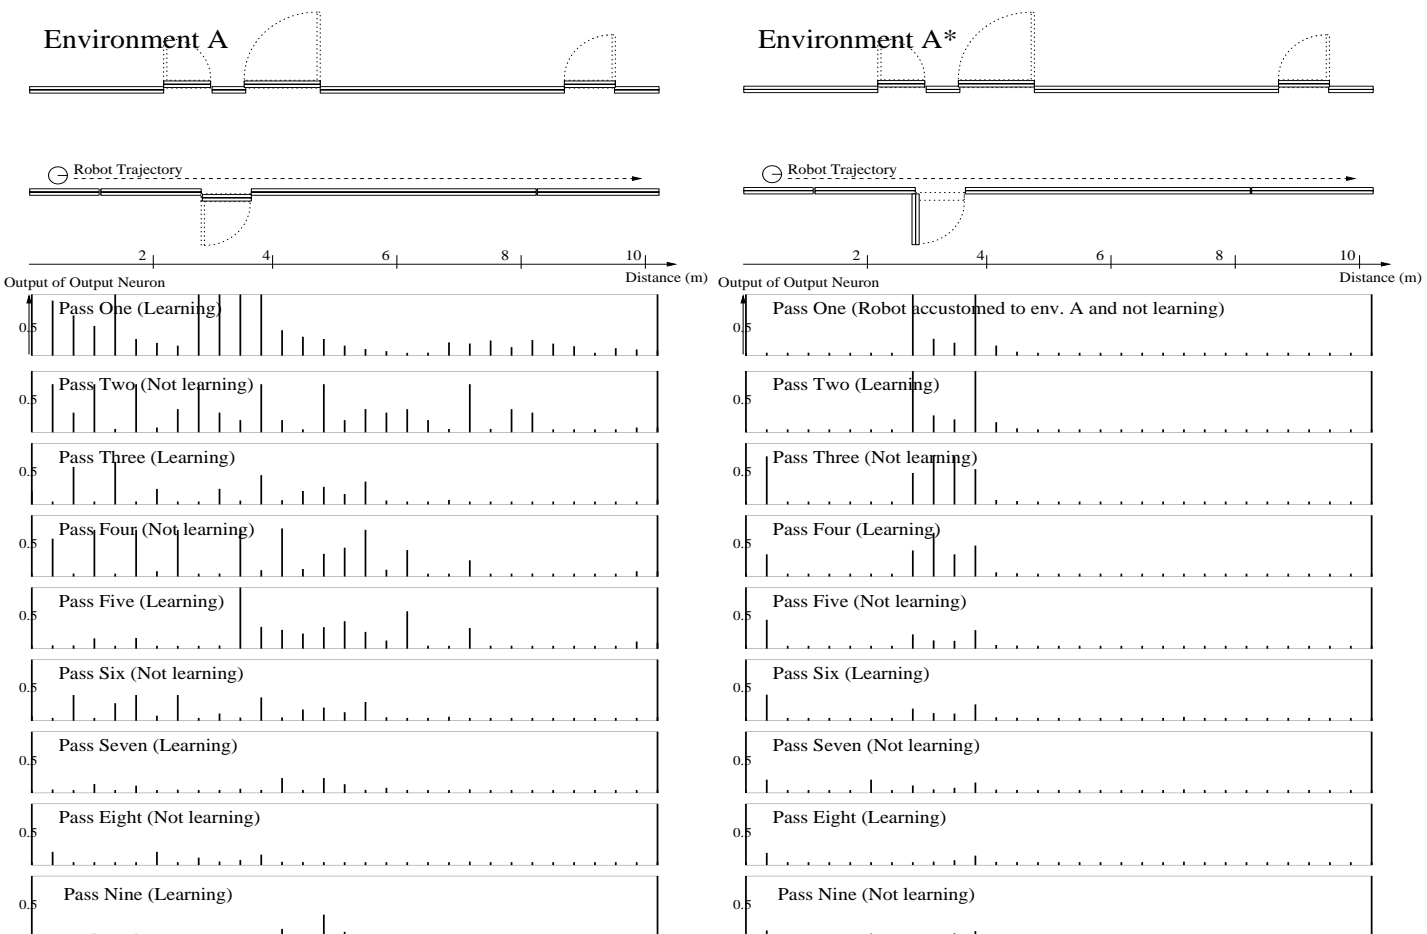 Environment A
Robot Trajectory
2 4 6 8 10
Distance (m)
Output of Output Neuron
0.5
Pass One (Learning)
0.5
Pass Two (Not learning)
0.5
Pass Three (Learning)
0.5
Pass Four (Not learning)
0.5
Pass Five (Learning)
0.5
Pass Six (Not learning)
0.5
Pass Seven (Learning)
0.5
Pass Eight (Not learning)
0.5
Pass Nine (Learning)
0.5
Environment A*
Robot Trajectory
2 4 6 8 10
Distance (m)
Output of Output Neuron
0.5
Pass One (Robot accustomed to env. A and not learning)
0.5
Pass Two (Learning)
0.5
Pass Three (Not learning)
0.5
Pass Four (Learning)
0.5
Pass Five (Not learning)
0.5
Pass Six (Learning)
0.5
Pass Seven (Not learning)
0.5
Pass Eight (Learning)
0.5
Pass Nine (Not learning)